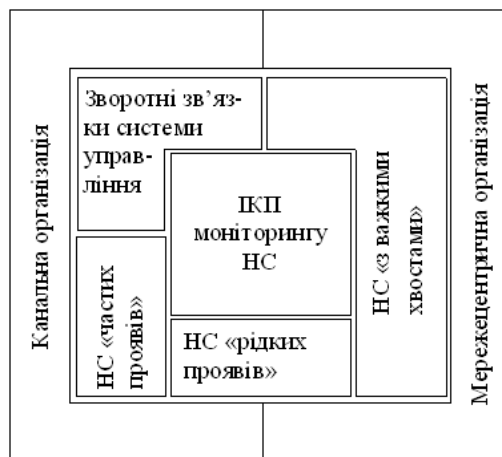 Канальна організація
Зворотні зв’яз-
ки системи
управ-
ління
ІКП
моніторингу
НС
НС «частих
проявів»
НС «рідких
проявів»
НС «з важкими
хвостами»
Мережецентрична організація